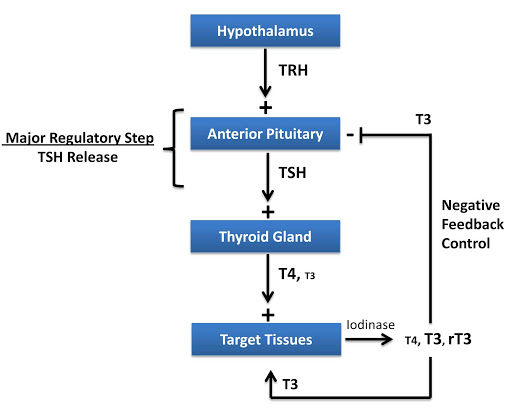 Hypothalamus
TRH
+
Anterior Pituitary
-
T3
Major Regulatory Step
TSH Release
TSH
+
Negative
Feedback
Control
Thyroid Gland
T4, T3
+
Target Tissues
Iodinase
T4, T3, rT3
T3